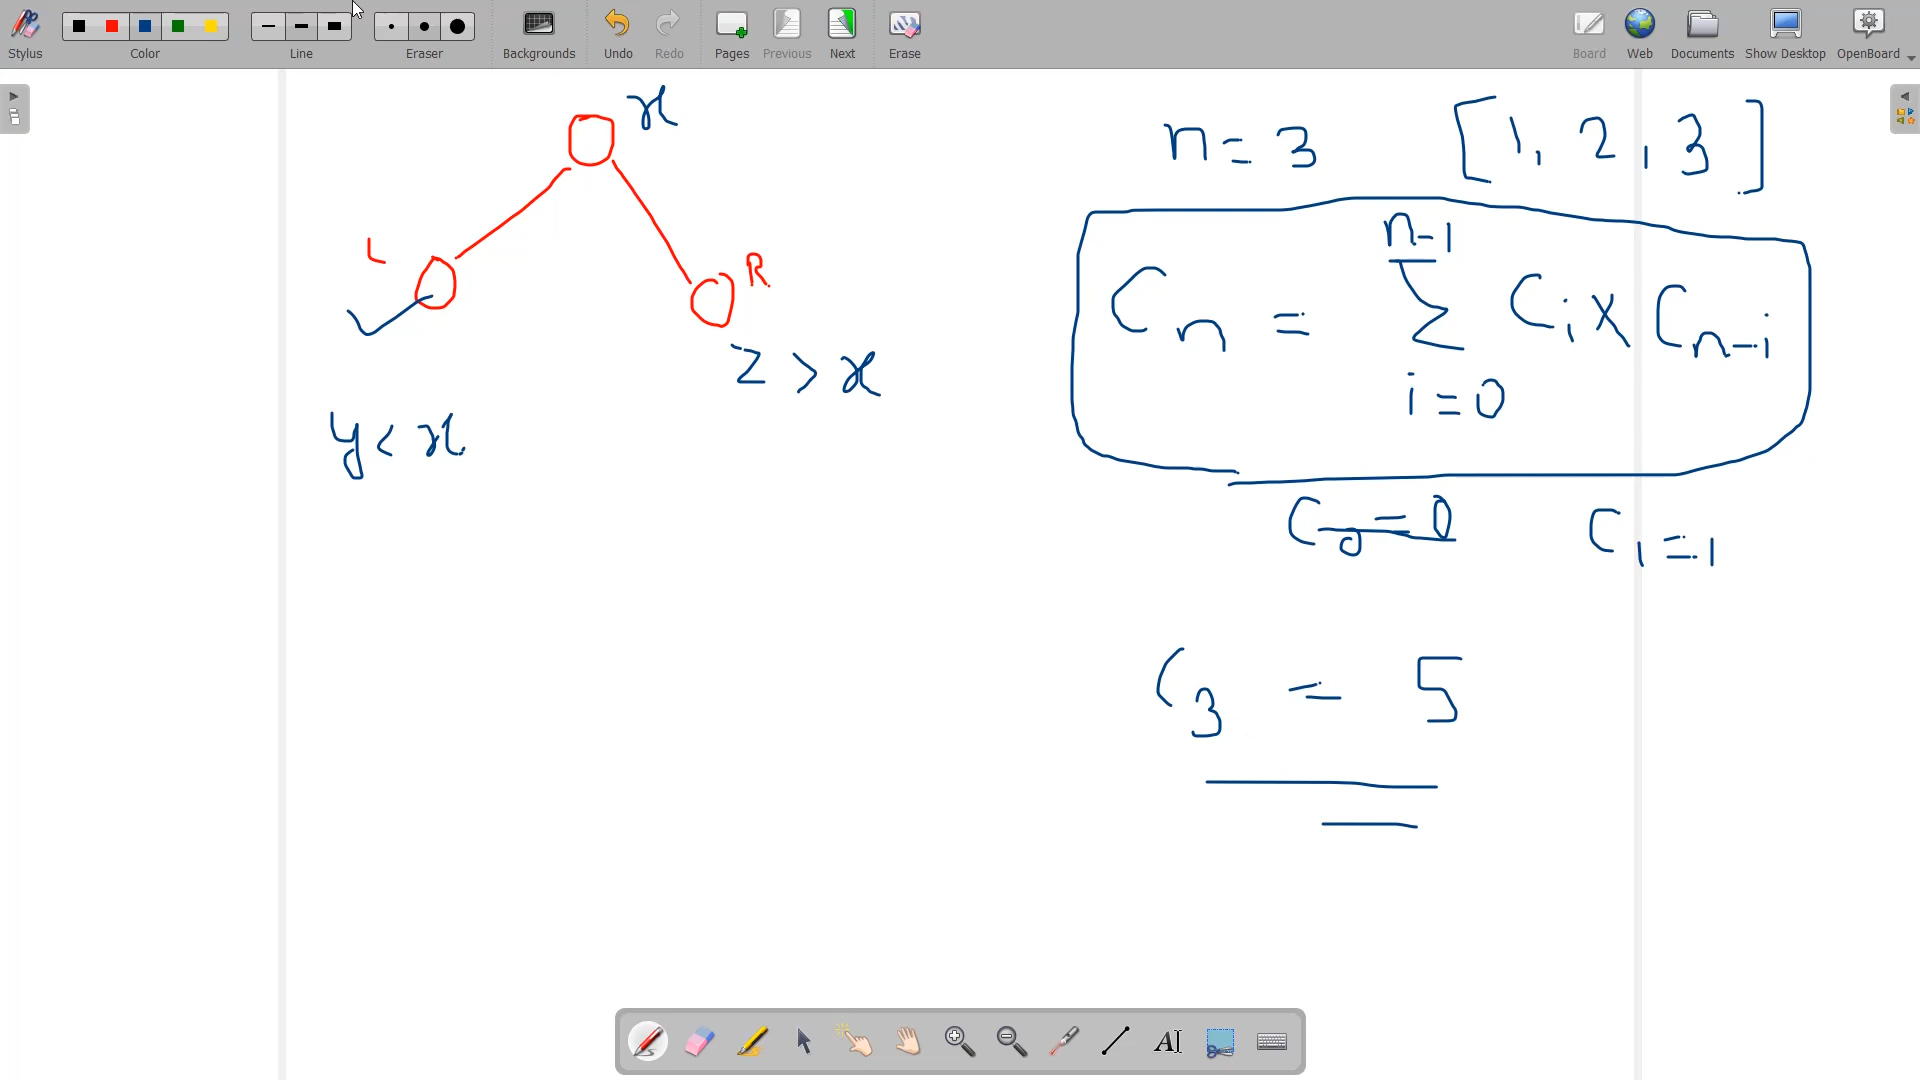 Stylus Color Line Eraser Backgrounds Undo Redo Pages Previous Next Erase Board Web Documents Show Desktop OpenBoard
x
L
R
z > x
y < x
n = 3 [1, 2, 3]
n-1
Cn = Σ Ci x Cn-i
i = 0
C0 = 0 C1 = 1
C3 = 5
AI